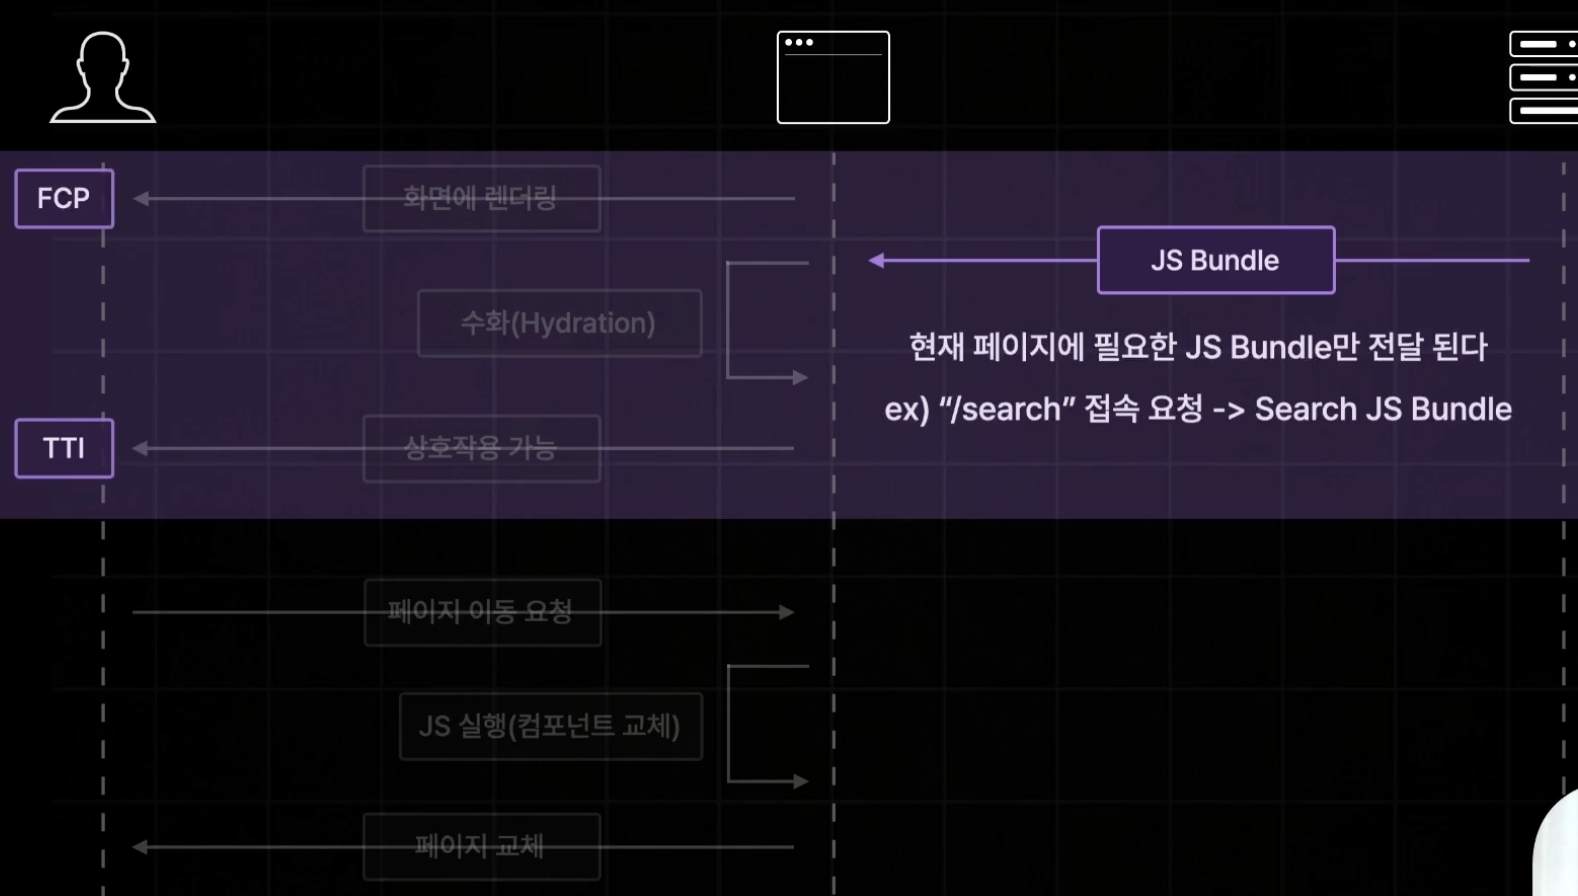 FCP
화면에 렌더링
JS Bundle
수화(Hydration)
현재 페이지에 필요한 JS Bundle만 전달 된다
ex) “/search” 접속 요청 -> Search JS Bundle
TTI
상호작용 가능
페이지 이동 요청
JS 실행(컴포넌트 교체)
페이지 교체